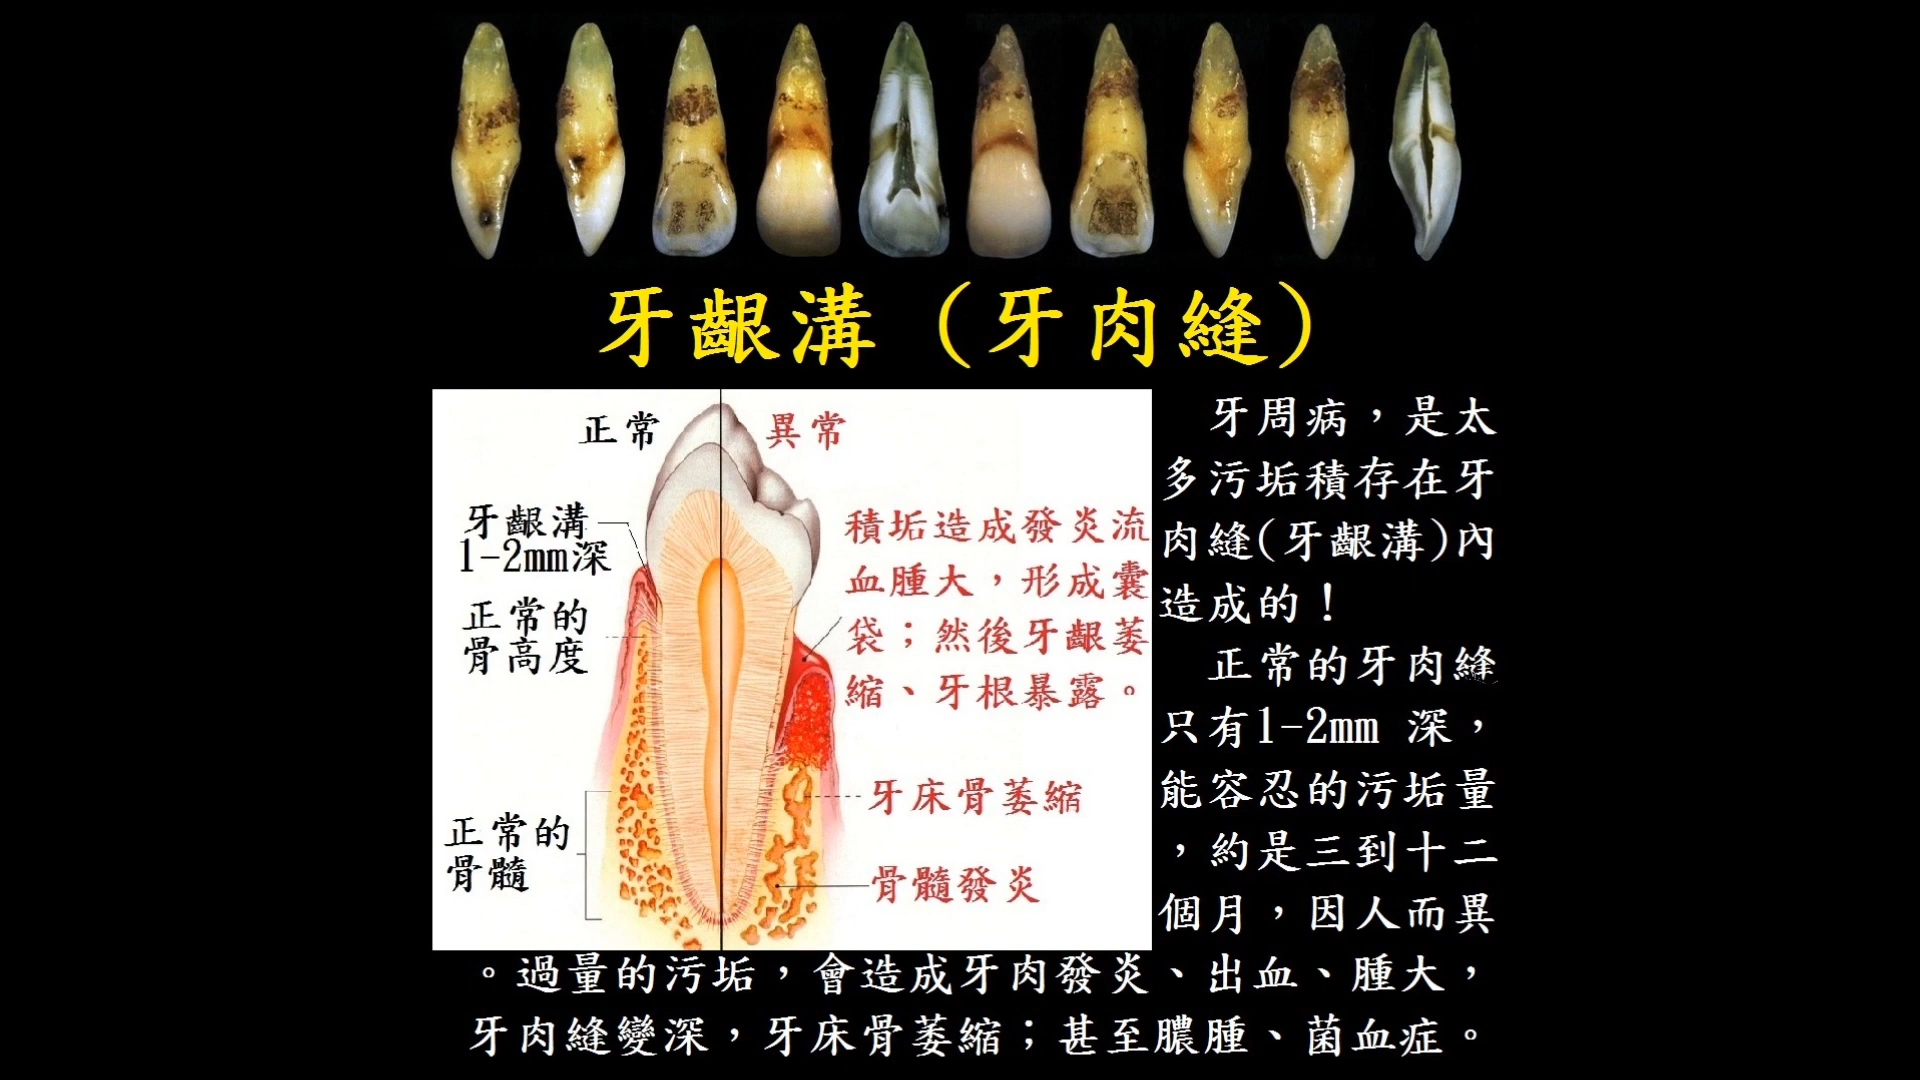 牙齦溝（牙肉縫）
正常
異常
牙齦溝
1-2mm深
正常的
骨高度
正常的
骨髓
積垢造成發炎流
血腫大，形成囊
袋；然後牙齦萎
縮、牙根暴露。
牙床骨萎縮
骨髓發炎
牙周病，是太
多污垢積存在牙
肉縫(牙齦溝)內
造成的！
正常的牙肉縫
只有1-2mm 深，
能容忍的污垢量
，約是三到十二
個月，因人而異
。過量的污垢，會造成牙肉發炎、出血、腫大，
牙肉縫變深，牙床骨萎縮；甚至膿腫、菌血症。